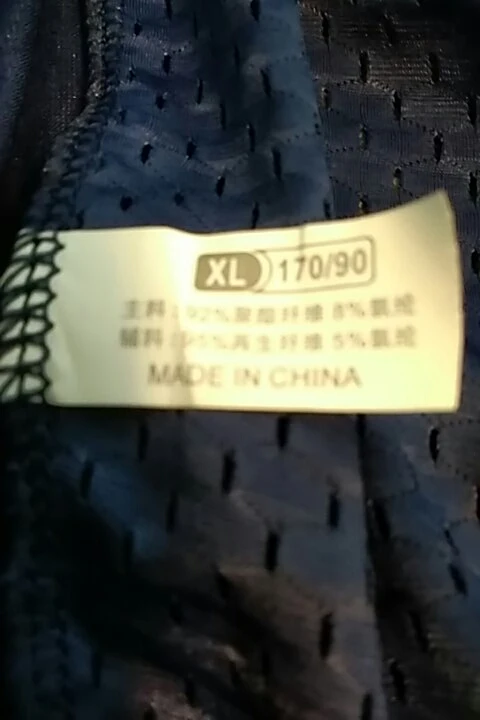 XL 170/90
主料:92%聚酯纤维 8%氨纶
辅料:95%再生纤维 5%氨纶
MADE IN CHINA